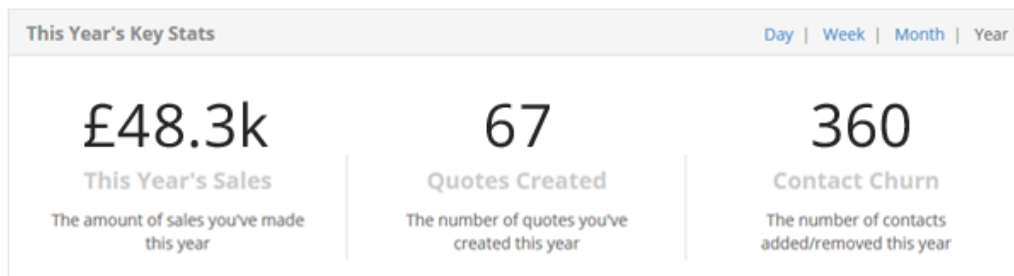 This Year's Key Stats
Day | Week | Month | Year
£48.3k
This Year's Sales
The amount of sales you've made
this year
67
Quotes Created
The number of quotes you've
created this year
360
Contact Churn
The number of contacts
added/removed this year